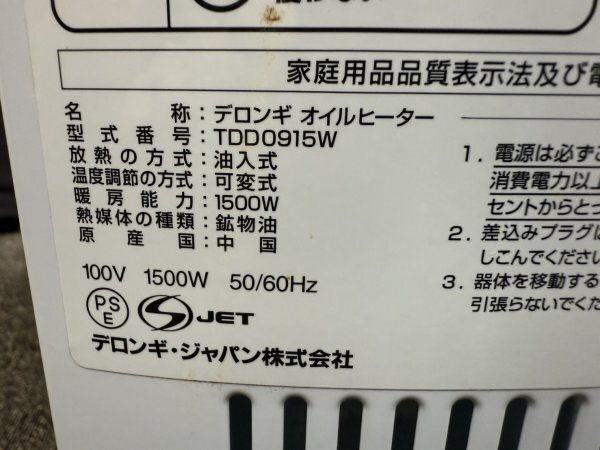 家庭用品品質表示法及び電
名 称：デロンギ オイルヒーター
型式番号：TDD0915W
放熱の方式：油入式
温度調節の方式：可変式
暖房能力：1500W
熱媒体の種類：鉱物油
原産国：中国
100V 1500W 50/60Hz
PS E S JET
デロンギ・ジャパン株式会社
1. 電源は必ず
消費電力以上
セントからとっ
2. 差込みプラグは
しこんでください
3. 器体を移動する
引張らないでくだ